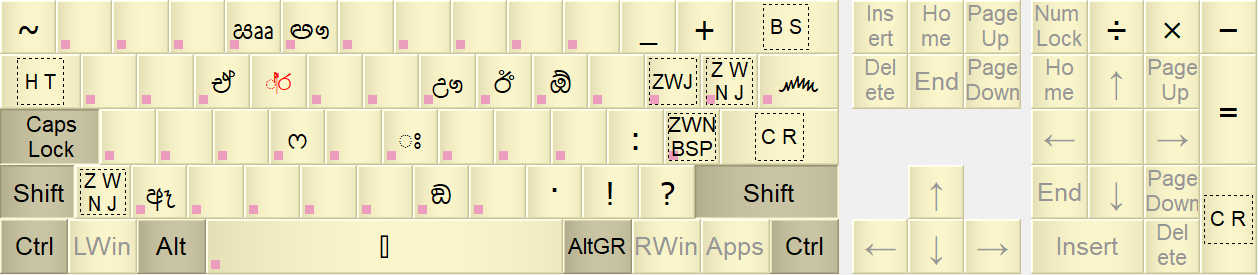 ~ ඎ ඐ _ + B S Ins ert Ho me Page Up Num Lock ÷ × −
H T ඒ ්‍ර ඌ ඊ ඕ ZWJ Z W N J ෴ Del ete End Page Down Ho me ↑ Page Up
Caps Lock ෆ ඃ : ZWN BSP C R ← → =
Shift Z W N J ඈ ඞ · ! ? Shift ↑ End ↓ Page Down C R
Ctrl LWin Alt AltGR RWin Apps Ctrl ← ↓ → Insert Del ete